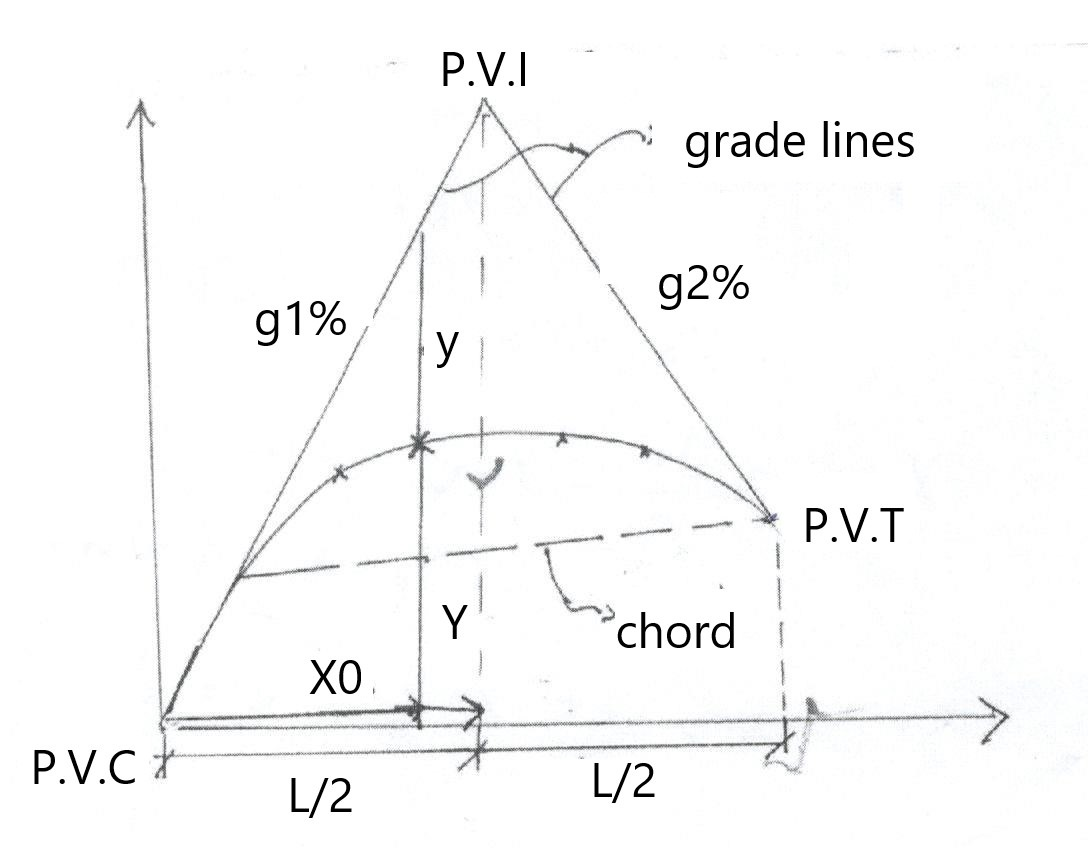 P.V.I
grade lines
g1%
g2%
y
P.V.T
Y
chord
X0
P.V.C
L/2
L/2